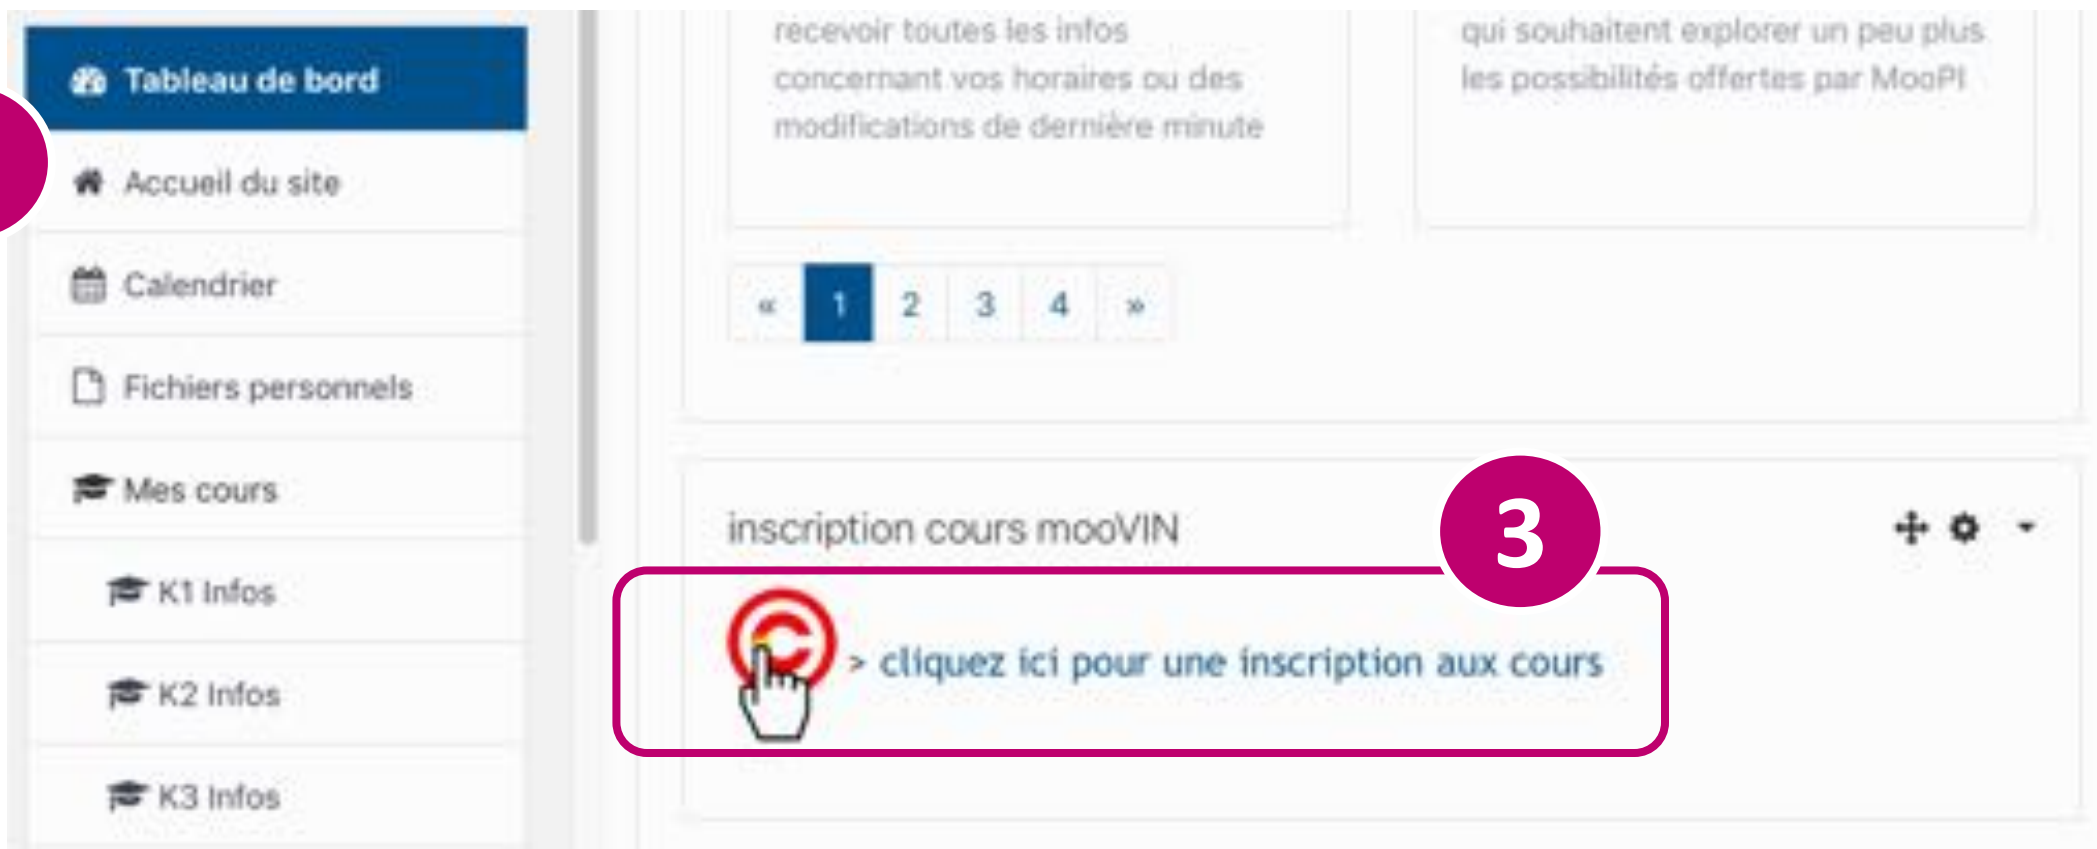 Tableau de bord
Accueil du site
Calendrier
Fichiers personnels
Mes cours
K1 Infos
K2 Infos
K3 Infos
recevoir toutes les infos
concernant vos horaires ou des
modifications de dernière minute
qui souhaitent explorer un peu plus
les possibilités offertes par MooPI
« 1 2 3 4 »
inscription cours mooVIN
3
> cliquez ici pour une inscription aux cours